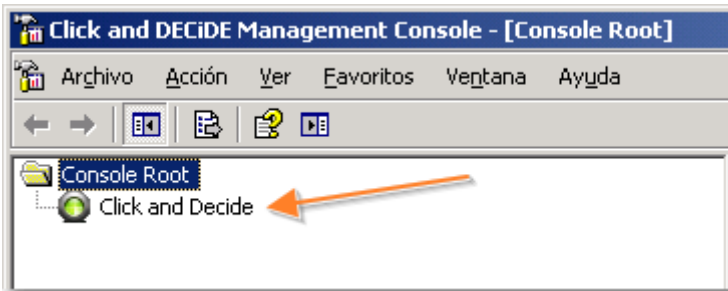 Click and DECiDE Management Console - [Console Root]
Archivo Acción Ver Favoritos Ventana Ayuda
Console Root
Click and Decide